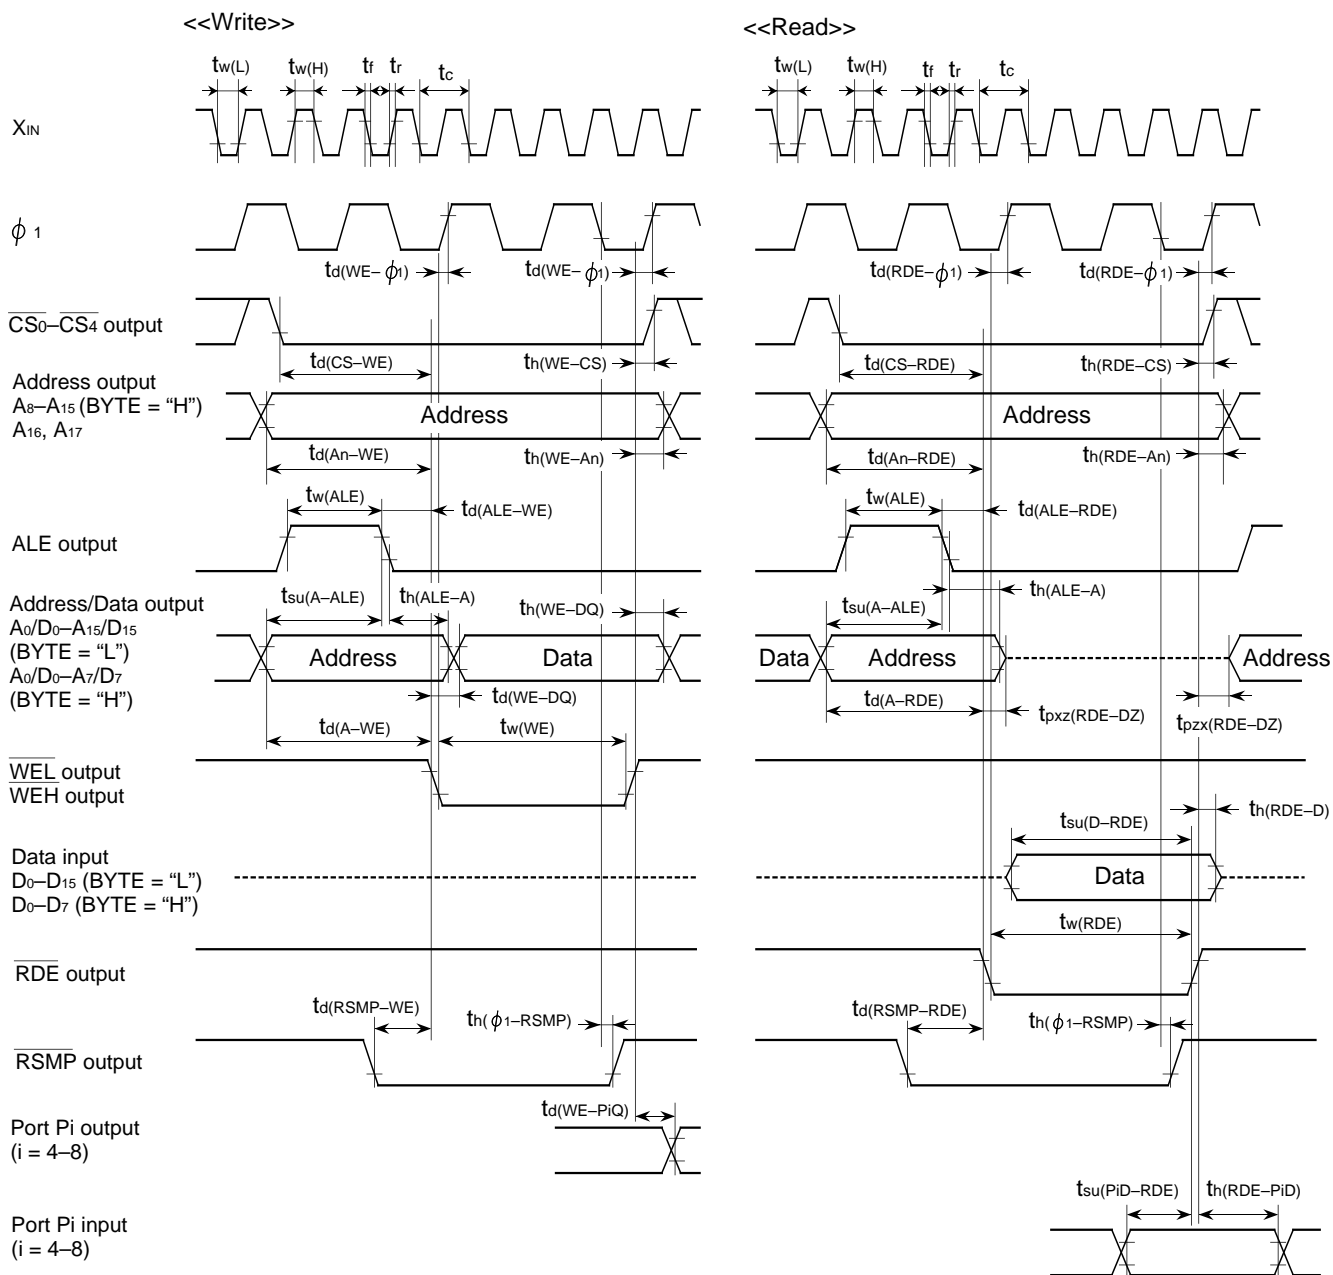 <<Write>> <<Read>>
tw(L) tw(H) tf tr tc tw(L) tw(H) tf tr tc
XIN
ϕ 1
td(WE–ϕ1) td(WE–ϕ1) td(RDE–ϕ1) td(RDE–ϕ1)
CS0–CS4 output
td(CS–WE) th(WE–CS) td(CS–RDE) th(RDE–CS)
Address output
A8–A15 (BYTE = “H”)
A16, A17
Address Address
td(An–WE) th(WE–An) td(An–RDE) th(RDE–An)
tw(ALE) td(ALE–WE) tw(ALE) td(ALE–RDE)
ALE output
tsu(A–ALE) th(ALE–A) th(WE–DQ) tsu(A–ALE) th(ALE–A)
Address/Data output
A0/D0–A15/D15
(BYTE = “L”)
A0/D0–A7/D7
(BYTE = “H”)
Address Data Data Address Address
td(WE–DQ) td(A–RDE) tpxz(RDE–DZ) tpzx(RDE–DZ)
td(A–WE) tw(WE)
WEL output
WEH output
tsu(D–RDE) th(RDE–D)
Data input
D0–D15 (BYTE = “L”)
D0–D7 (BYTE = “H”)
Data
tw(RDE)
RDE output
td(RSMP–WE) th(ϕ1–RSMP) td(RSMP–RDE) th(ϕ1–RSMP)
RSMP output
td(WE–PiQ)
Port Pi output
(i = 4–8)
tsu(PiD–RDE) th(RDE–PiD)
Port Pi input
(i = 4–8)